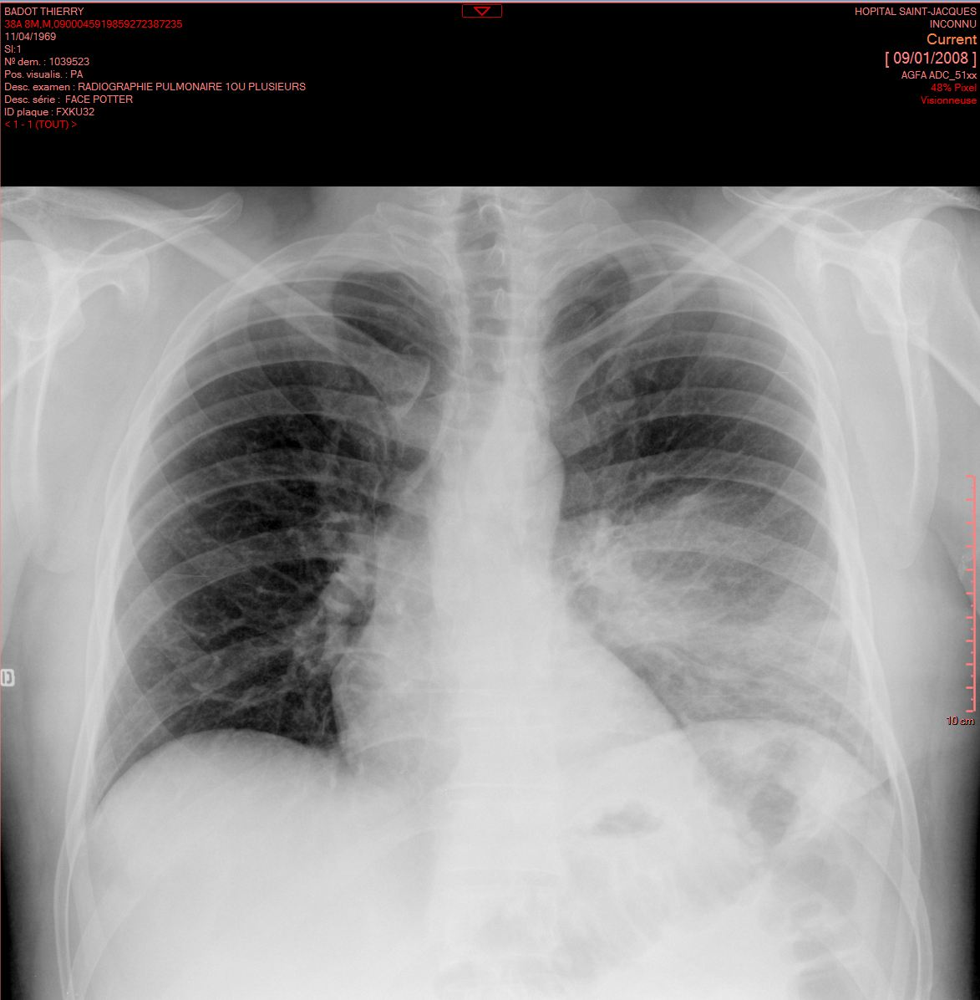 BADOT THIERRY
38A 8M,M,0900045919859272387235
11/04/1969
SI:1
Nº dem. : 1039523
Pos. visualis. : PA
Desc. examen : RADIOGRAPHIE PULMONAIRE 1OU PLUSIEURS
Desc. série : FACE POTTER
ID plaque : FXKU32
< 1 - 1 (TOUT) >
HOPITAL SAINT-JACQUES
INCONNU
Current
[ 09/01/2008 ]
AGFA ADC_51xx
48% Pixel
Visionneuse
D
10 cm